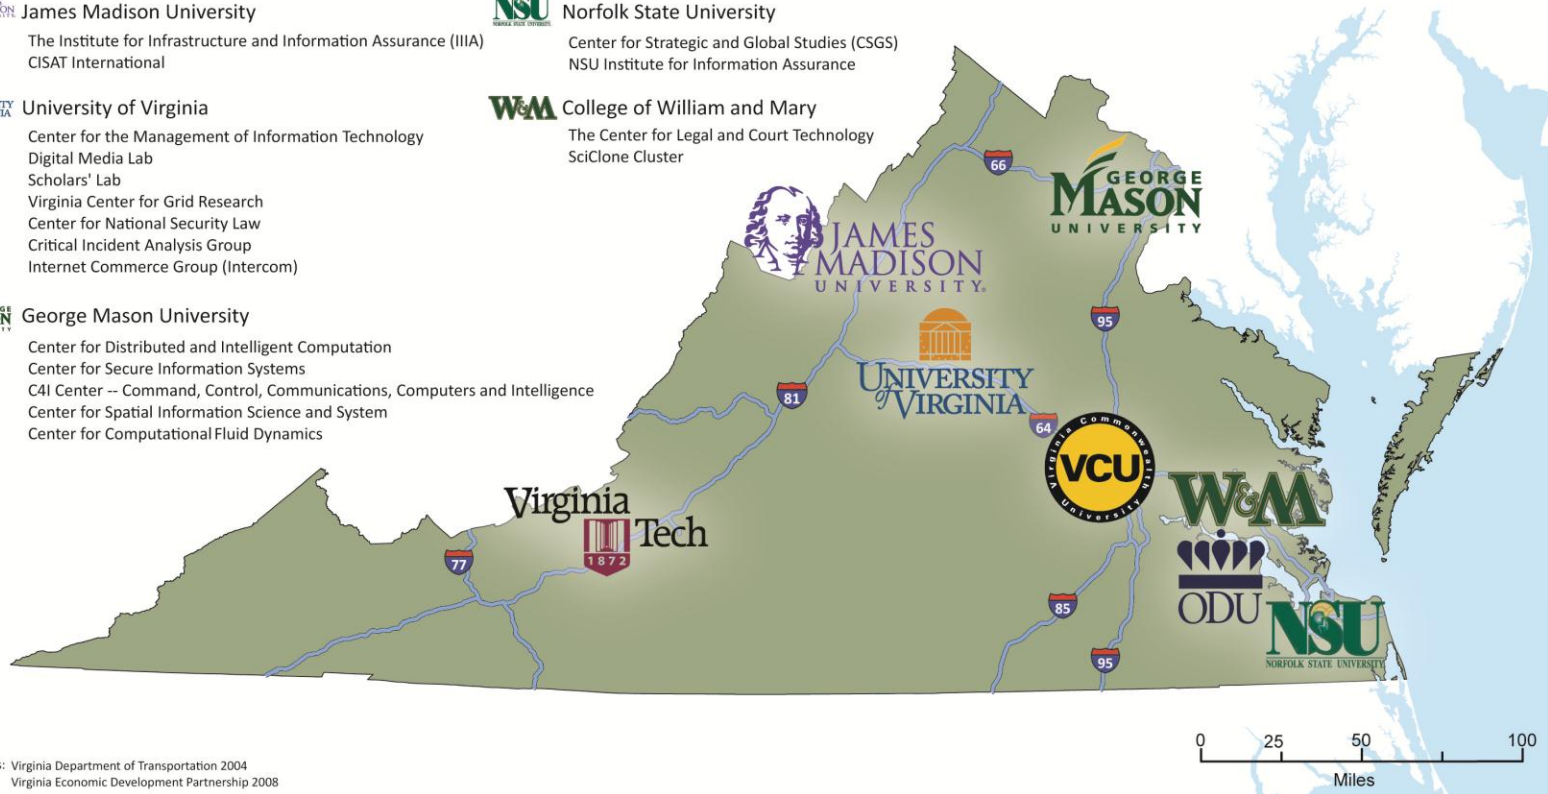 James Madison University
The Institute for Infrastructure and Information Assurance (IIIA)
CISAT International
University of Virginia
Center for the Management of Information Technology
Digital Media Lab
Scholars' Lab
Virginia Center for Grid Research
Center for National Security Law
Critical Incident Analysis Group
Internet Commerce Group (Intercom)
George Mason University
Center for Distributed and Intelligent Computation
Center for Secure Information Systems
C4I Center -- Command, Control, Communications, Computers and Intelligence
Center for Spatial Information Science and System
Center for Computational Fluid Dynamics
NSU
NORFOLK STATE UNIVERSITY
Norfolk State University
Center for Strategic and Global Studies (CSGS)
NSU Institute for Information Assurance
W&M
College of William and Mary
The Center for Legal and Court Technology
SciClone Cluster
66
GEORGE
MASON
UNIVERSITY
JAMES
MADISON
UNIVERSITY
95
UNIVERSITY
of VIRGINIA
81
64
Virginia Commonwealth
VCU
University
W&M
Virginia
Tech
1872
77
ODU
85
NSU
NORFOLK STATE UNIVERSITY
95
0 25 50 100
Miles
Virginia Department of Transportation 2004
Virginia Economic Development Partnership 2008